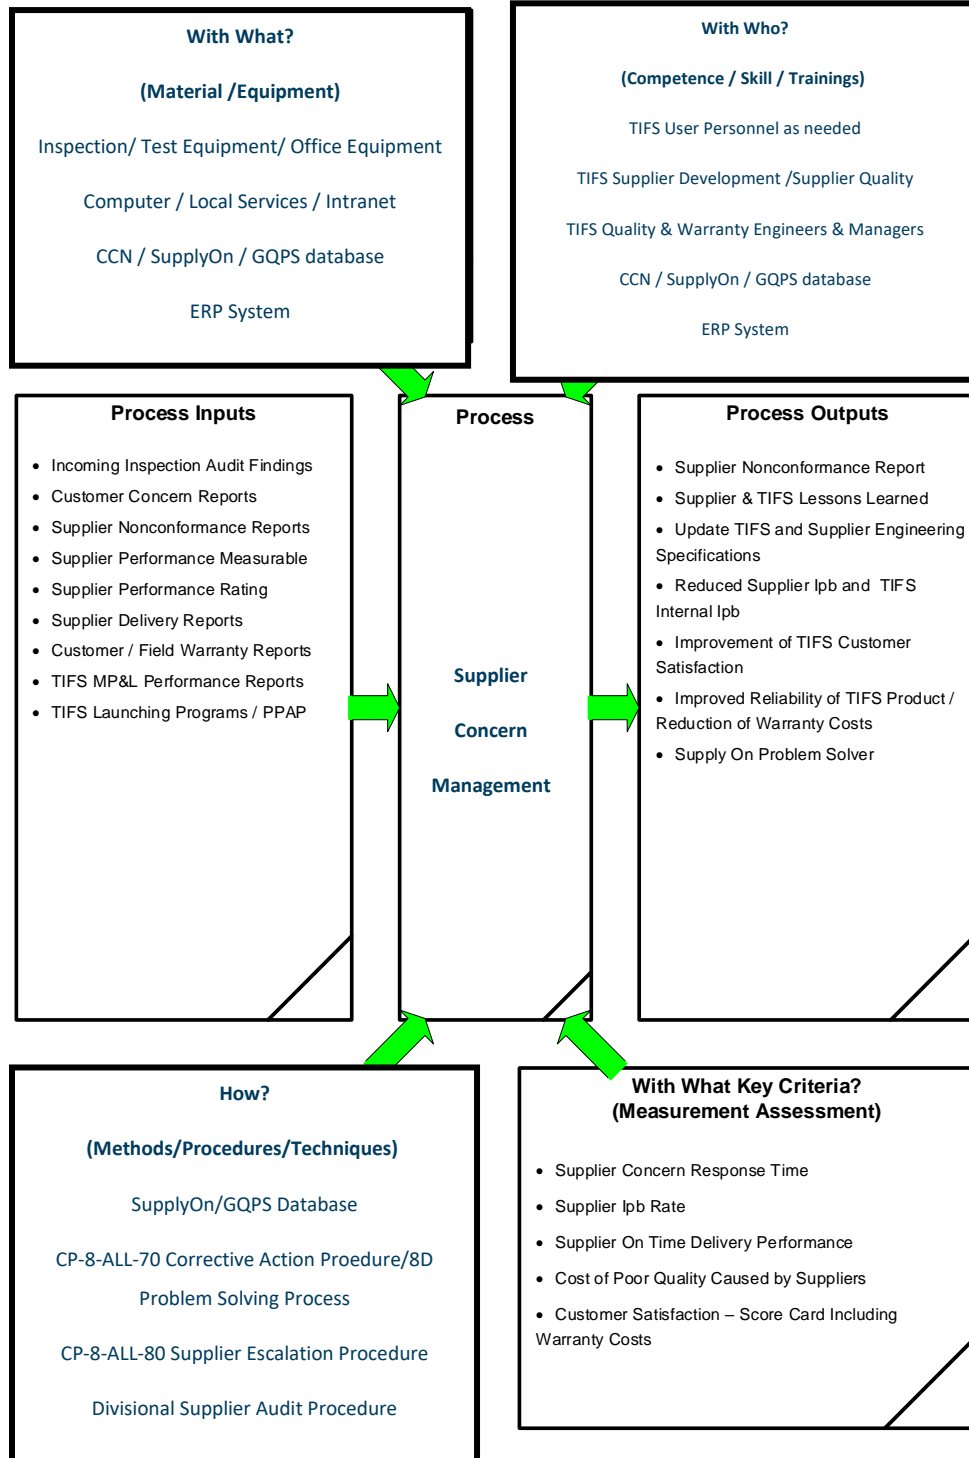 With What?
(Material /Equipment)
Inspection/ Test Equipment/ Office Equipment
Computer / Local Services / Intranet
CCN / SupplyOn / GQPS database
ERP System
With Who?
(Competence / Skill / Trainings)
TIFS User Personnel as needed
TIFS Supplier Development /Supplier Quality
TIFS Quality & Warranty Engineers & Managers
CCN / SupplyOn / GQPS database
ERP System
Process Inputs
• Incoming Inspection Audit Findings
• Customer Concern Reports
• Supplier Nonconformance Reports
• Supplier Performance Measurable
• Supplier Performance Rating
• Supplier Delivery Reports
• Customer / Field Warranty Reports
• TIFS MP&L Performance Reports
• TIFS Launching Programs / PPAP
Process
Supplier
Concern
Management
Process Outputs
• Supplier Nonconformance Report
• Supplier & TIFS Lessons Learned
• Update TIFS and Supplier Engineering
Specifications
• Reduced Supplier Ipb and TIFS
Internal Ipb
• Improvement of TIFS Customer
Satisfaction
• Improved Reliability of TIFS Product /
Reduction of Warranty Costs
• Supply On Problem Solver
How?
(Methods/Procedures/Techniques)
SupplyOn/GQPS Database
CP-8-ALL-70 Corrective Action Proedure/8D
Problem Solving Process
CP-8-ALL-80 Supplier Escalation Procedure
Divisional Supplier Audit Procedure
With What Key Criteria?
(Measurement Assessment)
• Supplier Concern Response Time
• Supplier Ipb Rate
• Supplier On Time Delivery Performance
• Cost of Poor Quality Caused by Suppliers
• Customer Satisfaction – Score Card Including
Warranty Costs